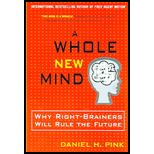 INTERNATIONAL BESTSELLING AUTHOR OF FREE AGENT NATION
A
WHOLE
NEW
MIND
WHY RIGHT-BRAINERS
WILL RULE THE FUTURE
DANIEL H. PINK